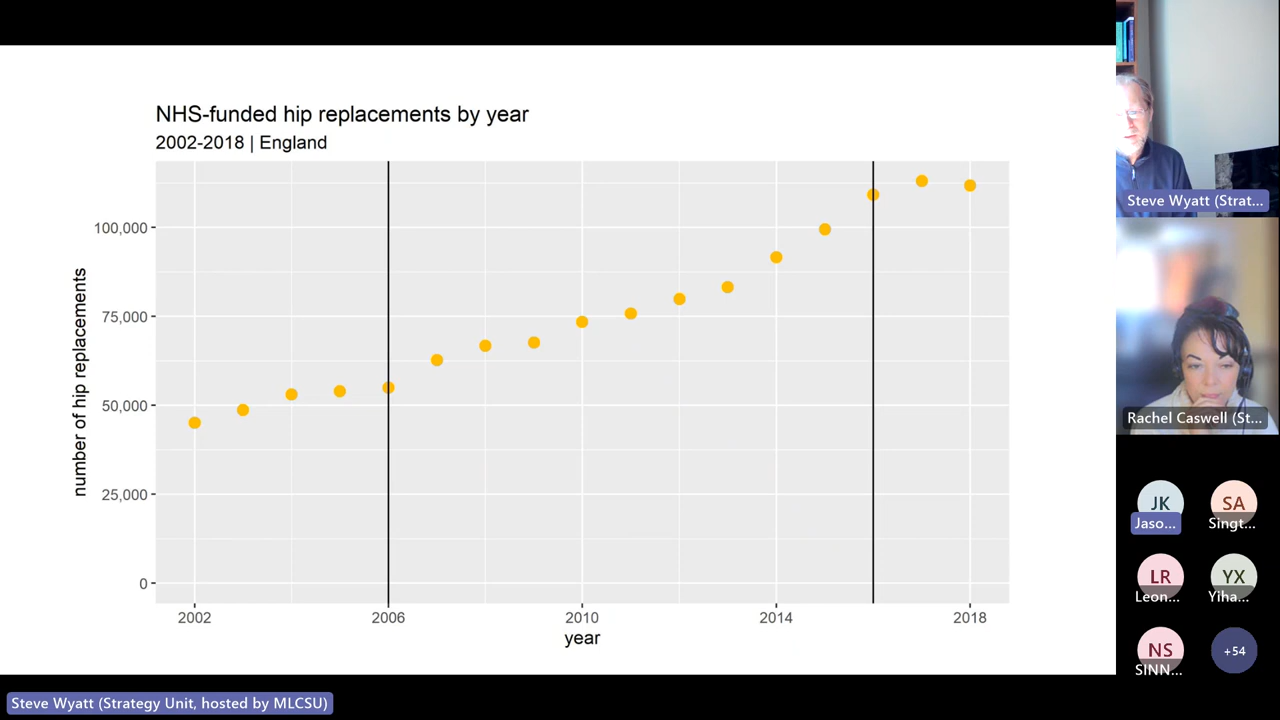 NHS-funded hip replacements by year
2002-2018 | England
number of hip replacements
100,000
75,000
50,000
25,000
0
2002
2006
2010
2014
2018
year
Steve Wyatt (Strat...
Rachel Caswell (St...
JK
SA
Jaso...
Singt...
LR
YX
Leon...
Yiha...
NS
+54
SINN...
Steve Wyatt (Strategy Unit, hosted by MLCSU)